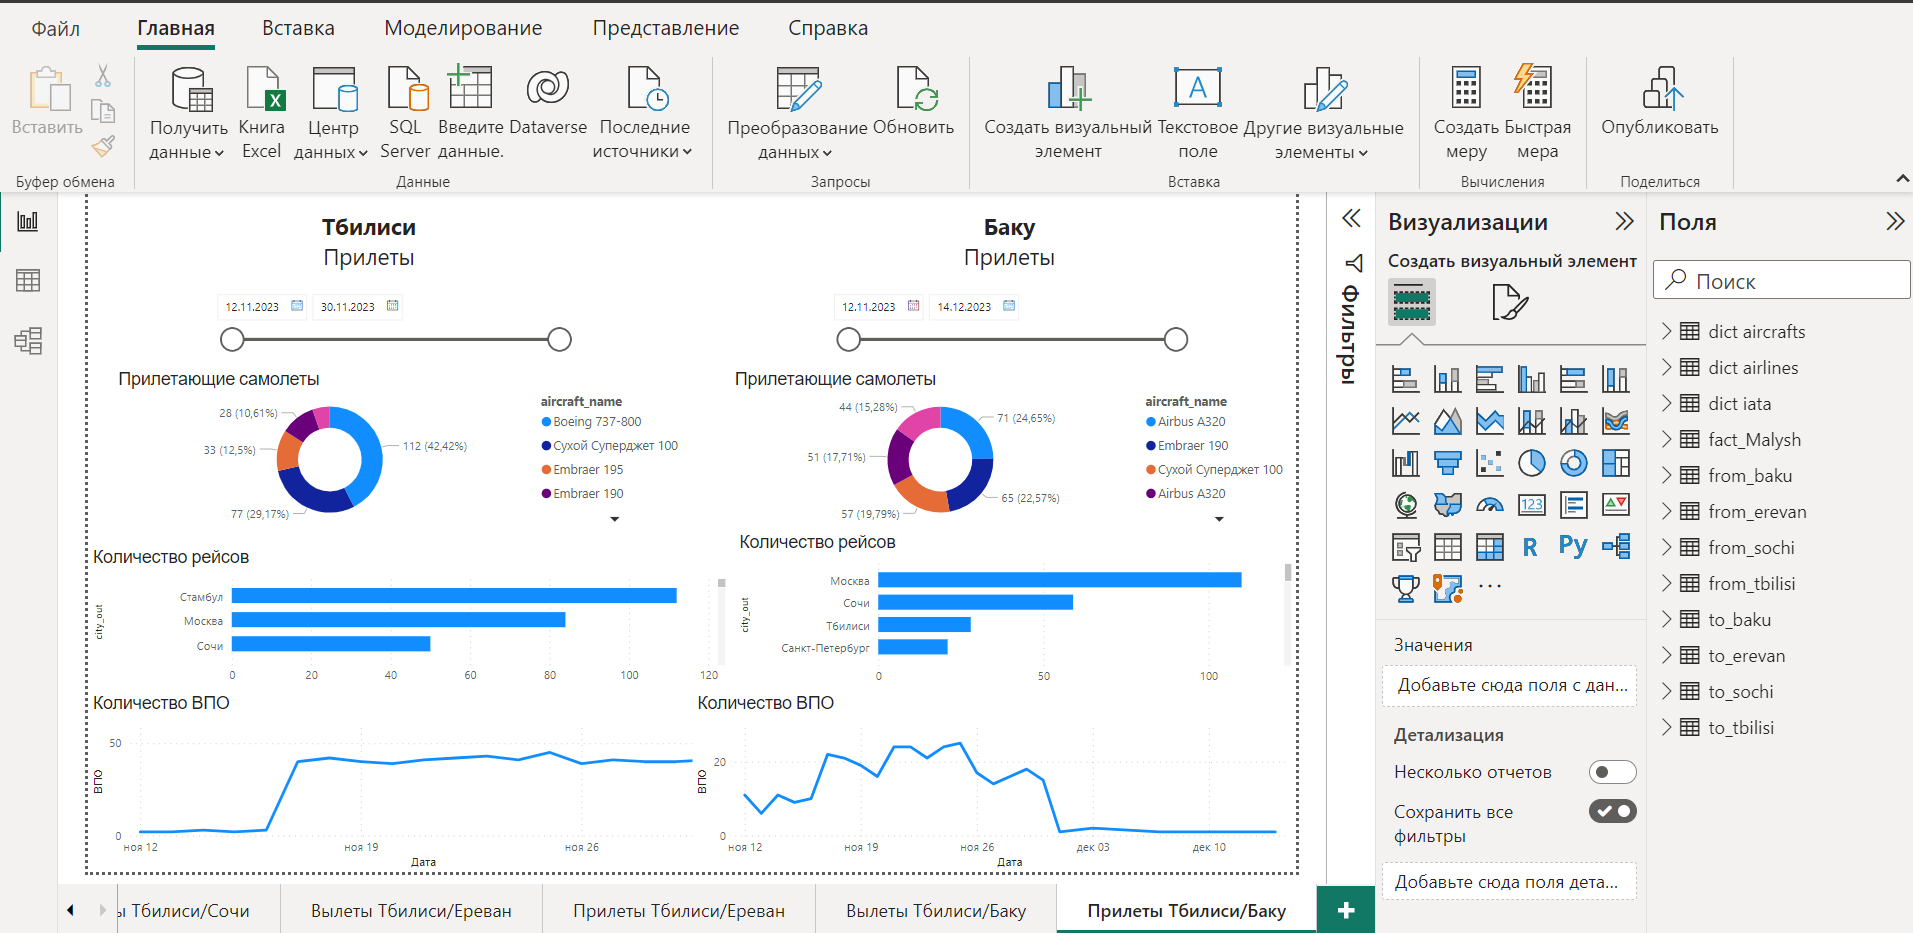 Файл
Главная
Вставка
Моделирование
Представление
Справка
Вставить
Буфер обмена
Получить данные
Книга Excel
Центр данных
SQL Server
Введите данные.
Dataverse
Последние источники
Данные
Преобразование данных
Обновить
Запросы
Создать визуальный элемент
A
Текстовое поле
Другие визуальные элементы
Вставка
Создать меру
Быстрая мера
Вычисления
Опубликовать
Поделиться
Тбилиси
Прилеты
12.11.2023
30.11.2023
Прилетающие самолеты
28 (10,61%)
33 (12,5%)
112 (42,42%)
77 (29,17%)
aircraft_name
Boeing 737-800
Сухой Суперджет 100
Embraer 195
Embraer 190
Количество рейсов
city_out
Стамбул
Москва
Сочи
0 20 40 60 80 100 120
Количество ВПО
ВПО
50
0
ноя 12 ноя 19 ноя 26
Дата
Баку
Прилеты
12.11.2023
14.12.2023
Прилетающие самолеты
44 (15,28%)
71 (24,65%)
51 (17,71%)
65 (22,57%)
57 (19,79%)
aircraft_name
Airbus A320
Embraer 190
Сухой Суперджет 100
Airbus A320
Количество рейсов
city_out
Москва
Сочи
Тбилиси
Санкт-Петербург
0 50 100
Количество ВПО
ВПО
20
0
ноя 12 ноя 19 ноя 26 дек 03 дек 10
Дата
Фильтры
Визуализации
Создать визуальный элемент
123
R
Py
Значения
Добавьте сюда поля с дан...
Детализация
Несколько отчетов
Сохранить все
фильтры
Добавьте сюда поля дета...
Поля
Поиск
dict aircrafts
dict airlines
dict iata
fact_Malysh
from_baku
from_erevan
from_sochi
from_tbilisi
to_baku
to_erevan
to_sochi
to_tbilisi
ы Тбилиси/Сочи
Вылеты Тбилиси/Ереван
Прилеты Тбилиси/Ереван
Вылеты Тбилиси/Баку
Прилеты Тбилиси/Баку
+